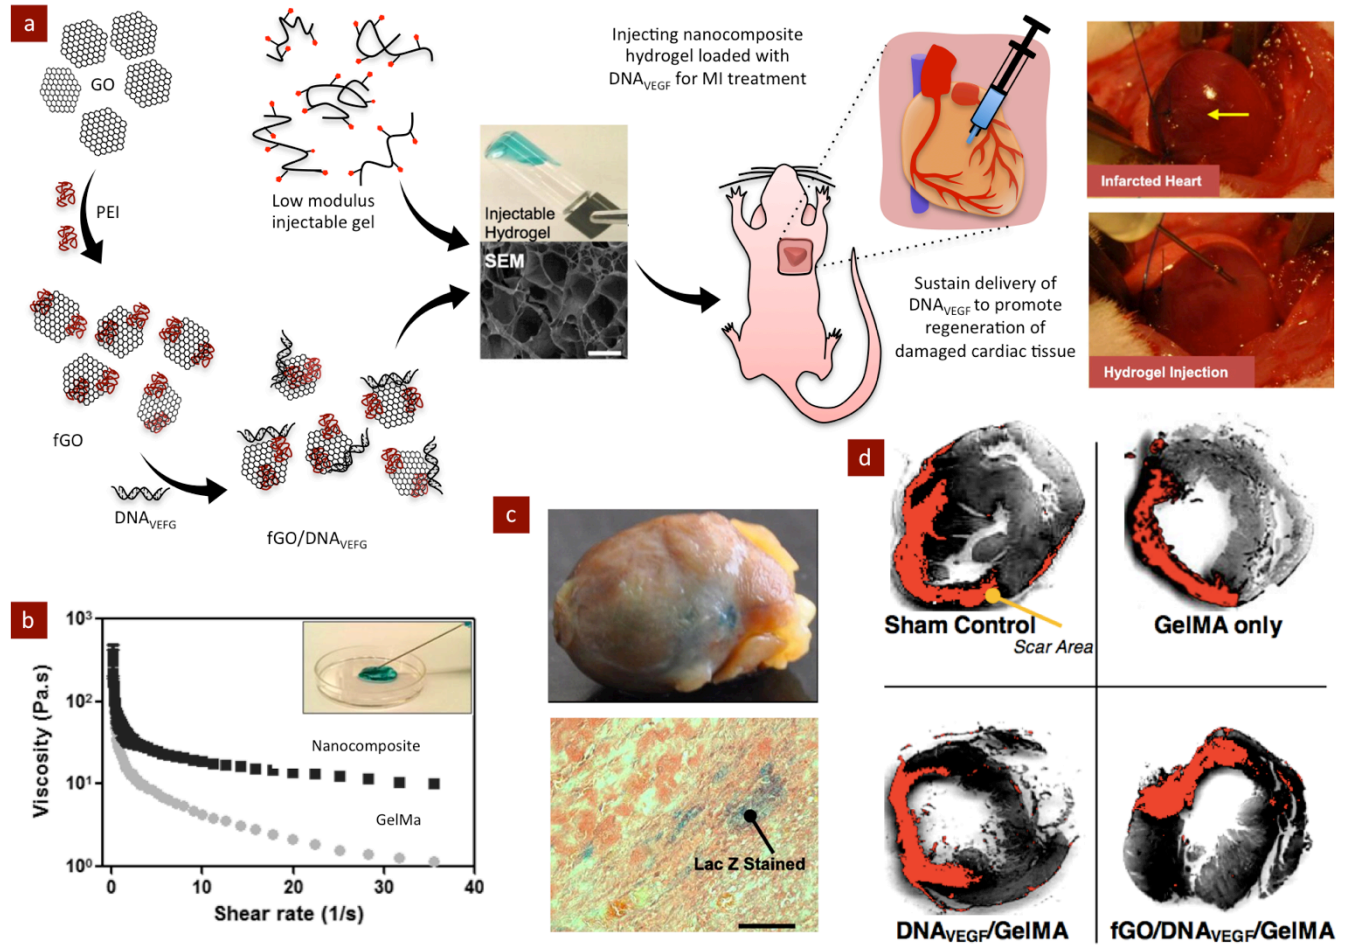 a
GO
PEI
fGO
DNAVEFG
fGO/DNAVEFG
Low modulus
injectable gel
Injectable
Hydrogel
SEM
Injecting nanocomposite
hydrogel loaded with
DNAVEGF for MI treatment
Sustain delivery of
DNAVEGF to promote
regeneration of
damaged cardiac tissue
Infarcted Heart
Hydrogel Injection
b
Viscosity (Pa.s)
10³
10²
10¹
10⁰
Nanocomposite
GelMa
0
10
20
30
40
Shear rate (1/s)
c
Lac Z Stained
d
Sham Control
Scar Area
GelMA only
DNAVEGF/GelMA
fGO/DNAVEGF/GelMA